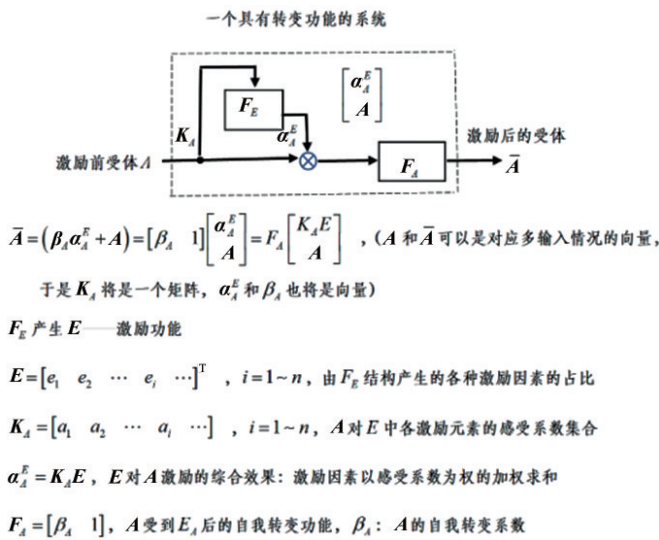 一个具有转变功能的系统
F_E
[α_A^E
A]
K_A
α_A^E
激励后的受体
激励前受体A
⊗
F_A
Ā
Ā=(β_Aα_A^E+A)=[β_A 1][α_A^E A]=F_A[K_AE A] ，(A 和 Ā 可以是对应多输入情况的向量，
于是 K_A 将是一个矩阵，α_A^E 和 β_A 也将是向量)
F_E 产生 E——激励功能
E=[e₁ e₂ ⋯ e_i ⋯]^T ，i=1~n，由 F_E 结构产生的各种激励因素的占比
K_A=[a₁ a₂ ⋯ a_i ⋯] ，i=1~n，A 对 E 中各激励元素的感受系数集合
α_A^E=K_AE，E 对 A 激励的综合效果：激励因素以感受系数为权的加权求和
F_A=[β_A 1]，A 受到 E_A 后的自我转变功能，β_A：A 的自我转变系数